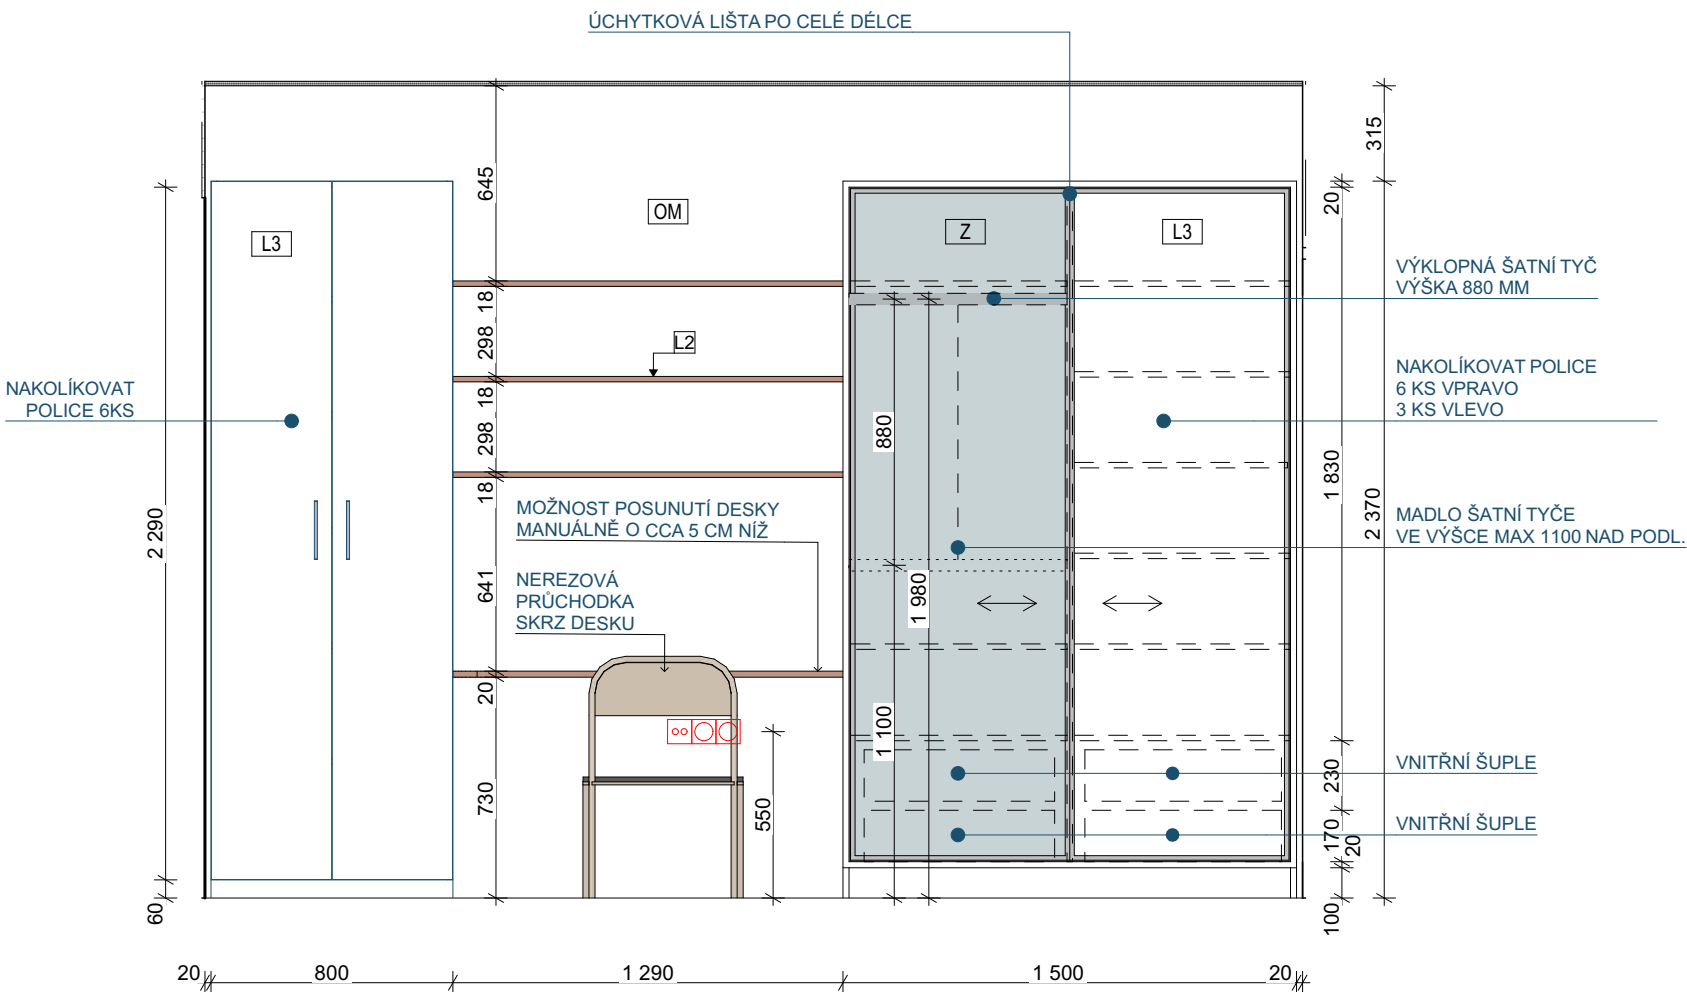 ÚCHYTKOVÁ LIŠTA PO CELÉ DÉLCE
315
645
20
OM
L3
Z
L3
VÝKLOPNÁ ŠATNÍ TYČ
VÝŠKA 880 MM
18
298
L2
NAKOLÍKOVAT
POLICE 6KS
NAKOLÍKOVAT POLICE
6 KS VPRAVO
3 KS VLEVO
18
298
880
1 830
18
2 290
2 370
MOŽNOST POSUNUTÍ DESKY
MANUÁLNĚ O CCA 5 CM NÍŽ
MADLO ŠATNÍ TYČE
VE VÝŠCE MAX 1100 NAD PODL.
641
NEREZOVÁ
PRŮCHODKA
SKRZ DESKU
1 980
20
1 100
VNITŘNÍ ŠUPLE
230
730
550
VNITŘNÍ ŠUPLE
170
20
60
100
20
800
1 290
1 500
20